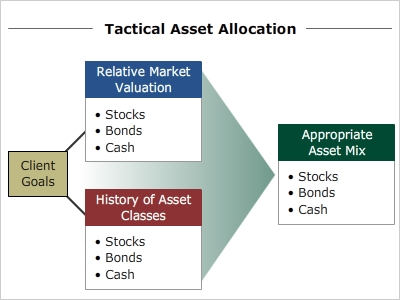 Tactical Asset Allocation
Relative Market
Valuation
• Stocks
• Bonds
• Cash
Client
Goals
History of Asset
Classes
• Stocks
• Bonds
• Cash
Appropriate
Asset Mix
• Stocks
• Bonds
• Cash